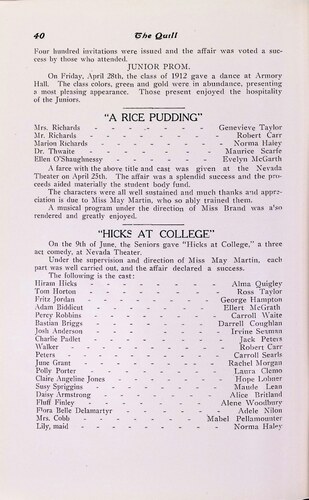 40 The Quill
Four hundred invitations were issued and the affair was voted a suc-
cess by those who attended.
JUNIOR PROM.
On Friday, April 28th, the class of 1912 gave a dance at Armory
Hall. The class colors, green and gold were in abundance, presenting
a most pleasing appearance. Those present enjoyed the hospitality
of the Juniors.
"A RICE PUDDING"
Mrs. Richards - - - - - Genevieve Taylor
Mr. Richards - - - - - Robert Carr
Marion Richards - - - - - Norma Haley
Dr. Thwaite - - - - - Maurice Scarfe
Ellen O'Shaughnessy - - - - - Evelyn McGarth
A farce with the above title and cast was given at the Nevada
Theater on April 25th. The affair was a splendid success and the pro-
ceeds aided materially the student body fund.
The characters were all well sustained and much thanks and appre-
ciation is due to Miss May Martin, who so ably trained them.
A musical program under the direction of Miss Brand was also
rendered and greatly enjoyed.
"HICKS AT COLLEGE"
On the 9th of June, the Seniors gave "Hicks at College," a three
act comedy, at Nevada Theater.
Under the supervision and direction of Miss May Martin, each
part was well carried out, and the affair declared a success.
The following is the cast:
Hiram Hicks - - - - - Alma Quigley
Tom Horton - - - - - Ross Taylor
Fritz Jordan - - - - - George Hampton
Adam Biddicut - - - - - Ellert McGrath
Percy Robbins - - - - - Carroll Waite
Bastian Briggs - - - - - Darrell Coughlan
Josh Anderson - - - - - Irvine Seaman
Charlie Padlet - - - - - Jack Peters
Walker - - - - - Robert Carr
Peters - - - - - Carroll Searls
June Grant - - - - - Rachel Morgan
Polly Porter - - - - - Laura Clemo
Claire Angeline Jones - - - - - Hope Lobner
Susy Spriggins - - - - - Maude Lean
Daisy Armstrong - - - - - Alice Britland
Fluff Finley - - - - - Alene Woodbury
Flora Belle Delamartyr - - - - - Adele Nilon
Mrs. Cobb - - - - - Mabel Pellamounter
Lily, maid - - - - - Norma Haley